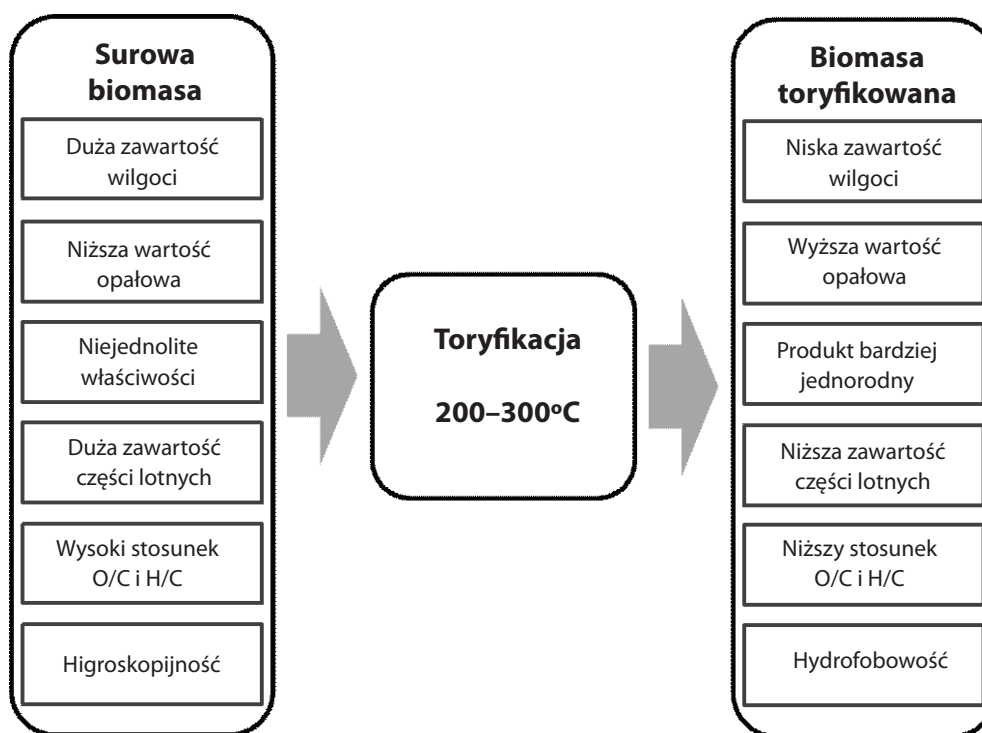 Surowa
biomasa
Duża zawartość
wilgoci
Niższa wartość
opałowa
Niejednolite
właściwości
Duża zawartość
części lotnych
Wysoki stosunek
O/C i H/C
Higroskopijność
Toryfikacja
200–300ºC
Biomasa
toryfikowana
Niska zawartość
wilgoci
Wyższa wartość
opałowa
Produkt bardziej
jednorodny
Niższa zawartość
części lotnych
Niższy stosunek
O/C i H/C
Hydrofobowość